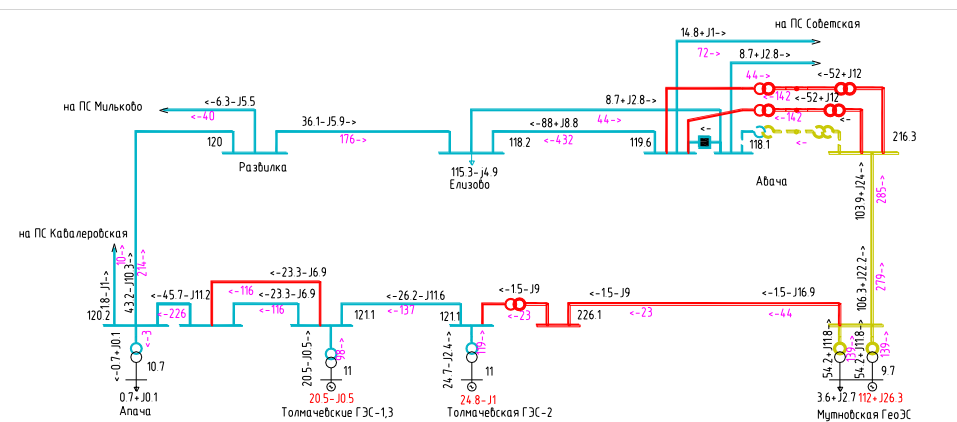 на ПС Советская
14.8+J1->
72->
8.7+J2.8->
44->
<-52+J12
<-142
<-52+J12
<-142
<-
<-
на ПС Мильково
<-6.3-J5.5
<-40
8.7+J2.8->
44->
36.1-J5.9->
176->
<-88+J8.8
<-432
120
118.2
119.6
<-
118.1
216.3
Развилка
115.3-j4.9
Елизово
Авача
103.9+J24->
285->
на ПС Кавалеровская
1.8-J1->
10->
43.2-J10.3->
214->
106.3+J22.2->
279->
<-23.3-J6.9
<-116
<-45.7-J11.2
<-226
<-23.3-J6.9
<-116
<-26.2-J11.6
<-137
<-1.5-J9
<-23
<-1.5-J9
<-23
<-1.5-J16.9
<-44
120.2
121.1
121.1
226.1
<-0.7+J0.1
<-3
20.5-J0.5->
98->
24.7-J2.4->
119->
54.2+J11.8->
139->
54.2+J11.8->
139->
10.7
11
11
9.7
0.7+J0.1
20.5-J0.5
24.8-J1
3.6+J2.7
112+J26.3
Апача
Толмачевские ГЭС-1,3
Толмачевская ГЭС-2
Мутновская ГеоЭС